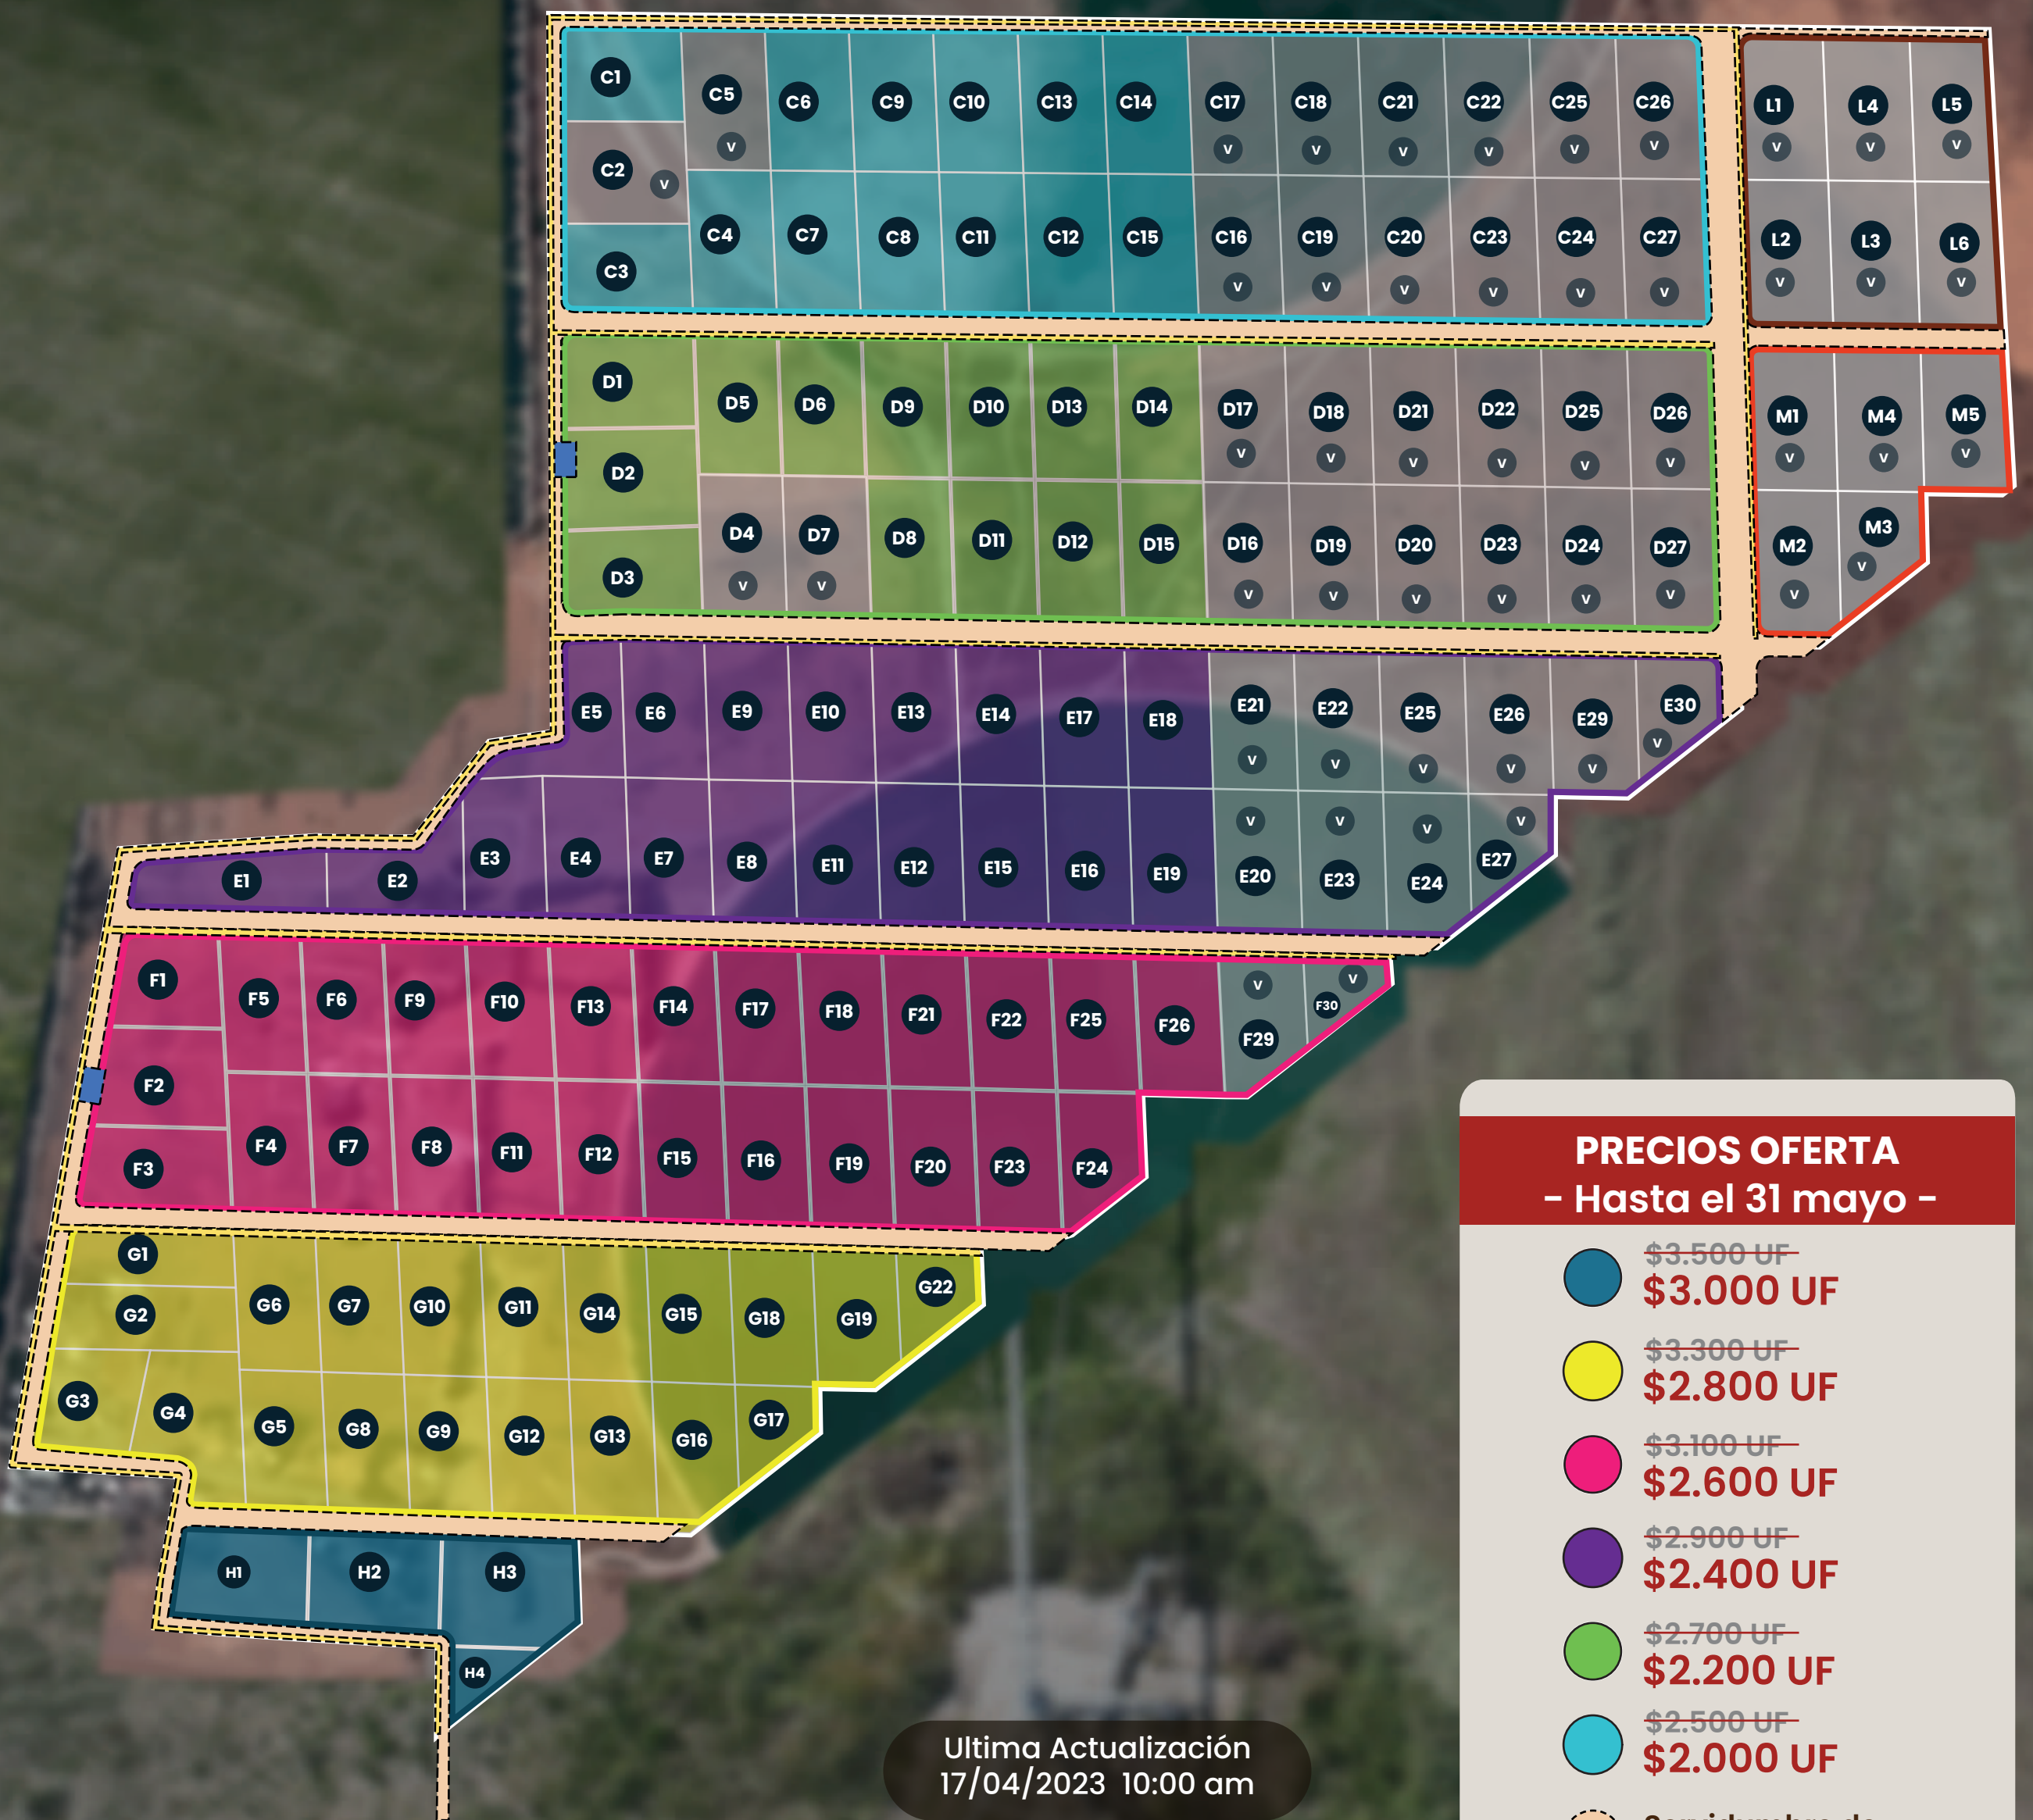 C1
C5
C6
C9
C10
C13
C14
C17
C18
C21
C22
C25
C26
L1
L4
L5
V
V
V
V
V
V
V
V
V
V
C2
V
C4
C7
C8
C11
C12
C15
C16
C19
C20
C23
C24
C27
L2
L3
L6
C3
V
V
V
V
V
V
V
V
V
D1
D5
D6
D9
D10
D13
D14
D17
D18
D21
D22
D25
D26
M1
M4
M5
V
V
V
V
V
V
V
V
V
D2
D4
D7
D8
D11
D12
D15
D16
D19
D20
D23
D24
D27
M2
M3
V
D3
V
V
V
V
V
V
V
V
V
E5
E6
E9
E10
E13
E14
E17
E18
E21
E22
E25
E26
E29
E30
V
V
V
V
V
V
V
V
V
V
E1
E2
E3
E4
E7
E8
E11
E12
E15
E16
E19
E20
E23
E24
E27
F1
F5
F6
F9
F10
F13
F14
F17
F18
F21
F22
F25
F26
V
F29
V
F30
F2
F3
F4
F7
F8
F11
F12
F15
F16
F19
F20
F23
F24
G1
G2
G6
G7
G10
G11
G14
G15
G18
G19
G22
G3
G4
G5
G8
G9
G12
G13
G16
G17
H1
H2
H3
H4
PRECIOS OFERTA
- Hasta el 31 mayo -
$3.500 UF
$3.000 UF
$3.300 UF
$2.800 UF
$3.100 UF
$2.600 UF
$2.900 UF
$2.400 UF
$2.700 UF
$2.200 UF
$2.500 UF
$2.000 UF
Ultima Actualización
17/04/2023 10:00 am